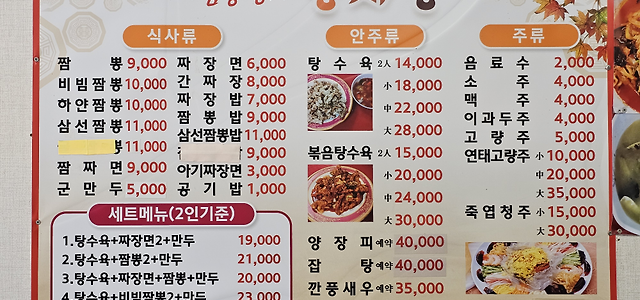 식사류
짬뽕 9,000
비빔짬뽕 10,000
하얀짬뽕 10,000
삼선짬뽕 11,000
뽕 11,000
짬짜면 9,000
군만두 5,000
짜장면 6,000
간짜장 8,000
짜장밥 7,000
짬뽕밥 9,000
삼선짬뽕밥 11,000
9,000
아기짜장면 3,000
공기밥 1,000
세트메뉴(2인기준)
1.탕수육+짜장면2+만두 19,000
2.탕수육+짬뽕2+만두 21,000
3.탕수육+짜장면+짬뽕+만두 20,000
4.탕수육+비빔짬뽕2+만두 23,000
안주류
탕수육 2人 14,000
小 18,000
中 22,000
大 28,000
볶음탕수육 2人 15,000
小 20,000
中 24,000
大 30,000
양장피 예약 40,000
잡탕 예약 40,000
깐풍새우 예약 35,000
주류
음료수 2,000
소주 4,000
맥주 4,000
이과두주 4,000
고량주 5,000
연태고량주 小 10,000
中 20,000
大 35,000
죽엽청주 小 15,000
大 30,000